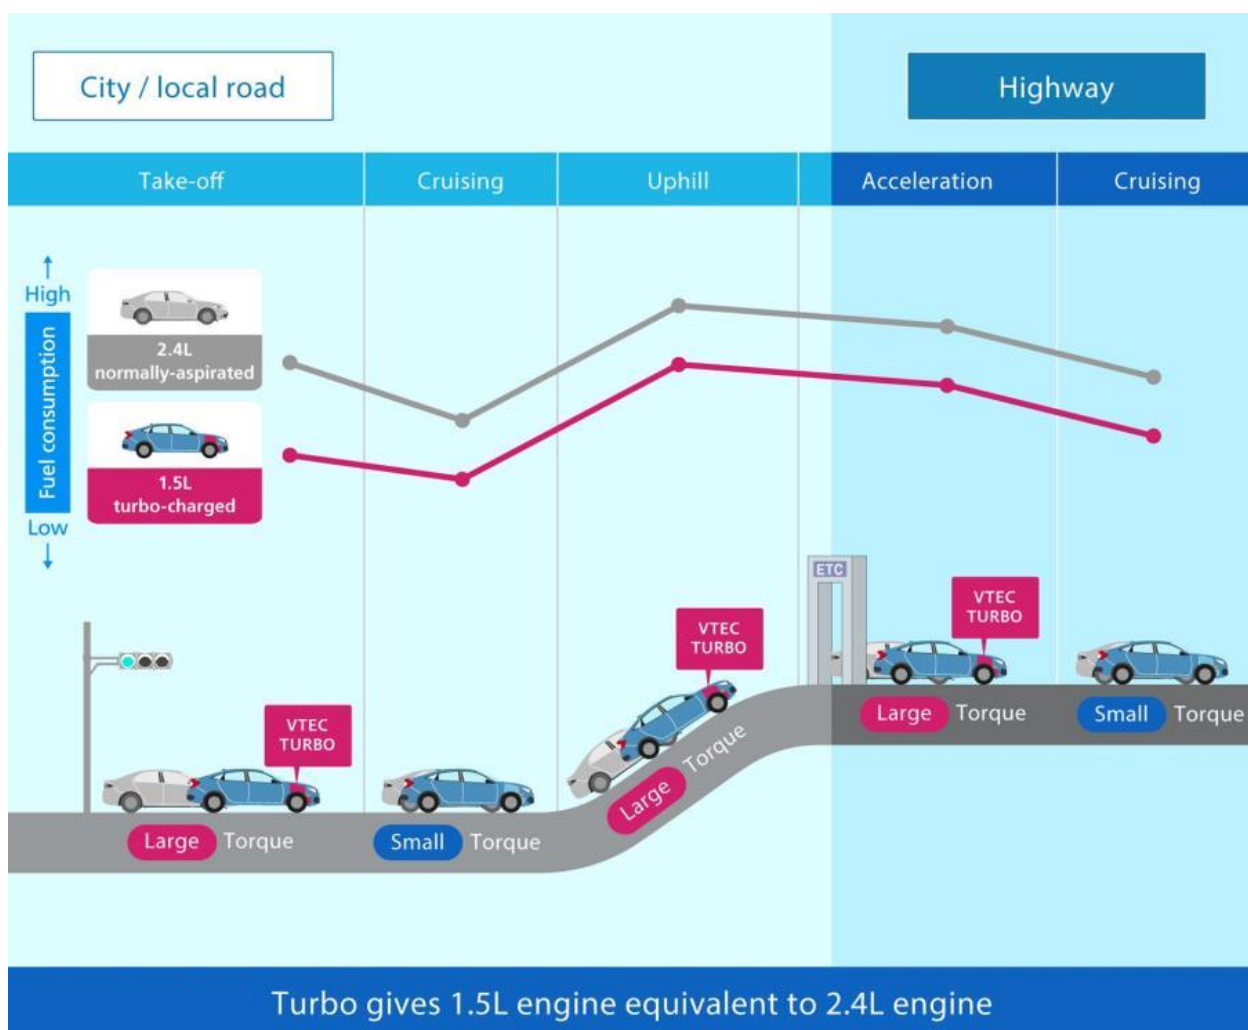 City / local road
Highway
Take-off
Cruising
Uphill
Acceleration
Cruising
High
Fuel consumption
Low
2.4L
normally-aspirated
1.5L
turbo-charged
ETC
VTEC
TURBO
VTEC
TURBO
VTEC
TURBO
Large Torque
Small Torque
Large Torque
Large Torque
Small Torque
Turbo gives 1.5L engine equivalent to 2.4L engine